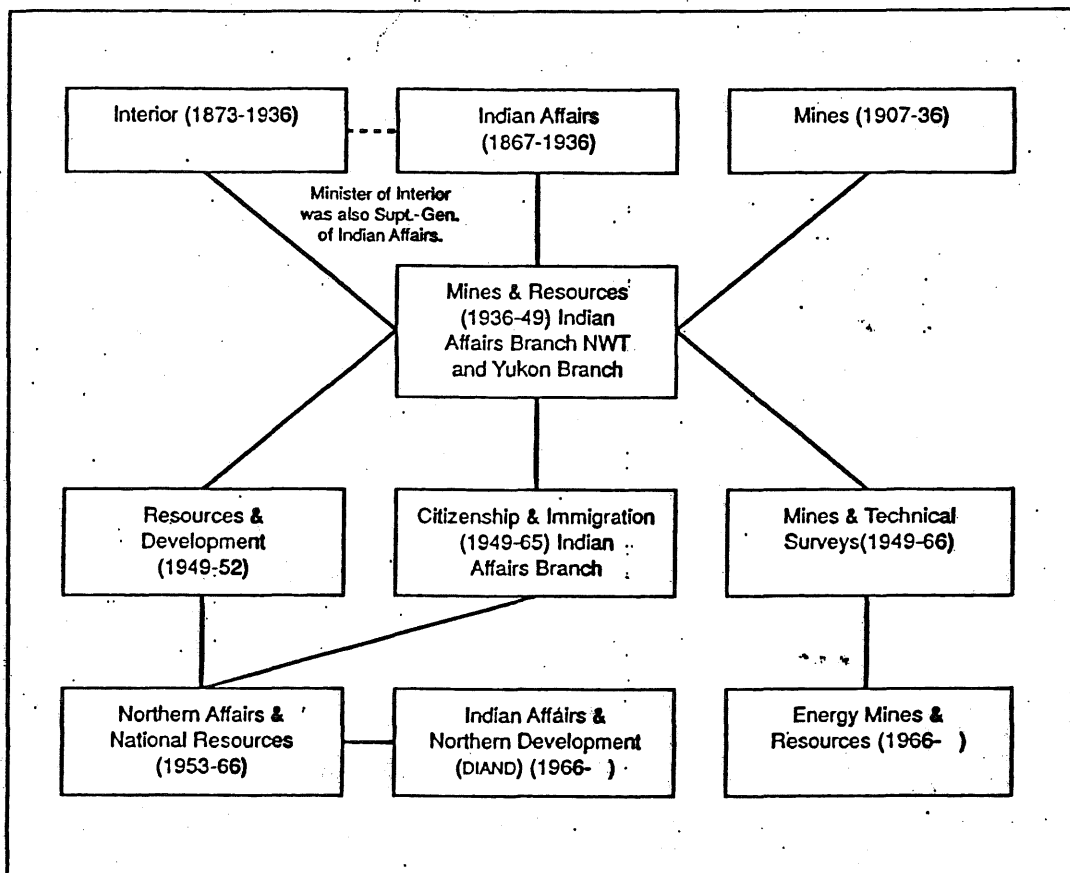 Interior (1873-1936)
Indian Affairs
(1867-1936)
Mines (1907-36)
Minister of Interior
was also Supt.-Gen.
of Indian Affairs.
Mines & Resources
(1936-49) Indian
Affairs Branch NWT
and Yukon Branch
Resources &
Development
(1949-52)
Citizenship & Immigration
(1949-65) Indian
Affairs Branch
Mines & Technical
Surveys(1949-66)
Northern Affairs &
National Resources
(1953-66)
Indian Affairs &
Northern Development
(DIAND) (1966- )
Energy Mines &
Resources (1966- )